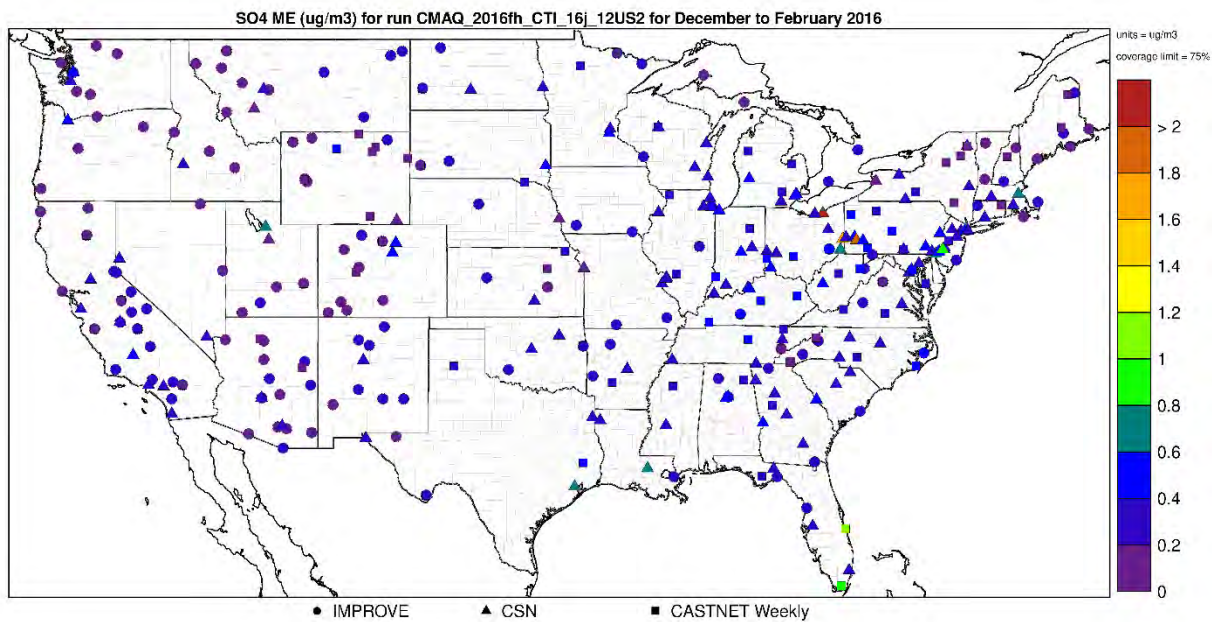 SO4 ME (ug/m3) for run CMAQ_2016fh_CTI_16j_12US2 for December to February 2016
units = ug/m3
coverage limit = 75%
> 2
1.8
1.6
1.4
1.2
1
0.8
0.6
0.4
0.2
0
IMPROVE
CSN
CASTNET Weekly